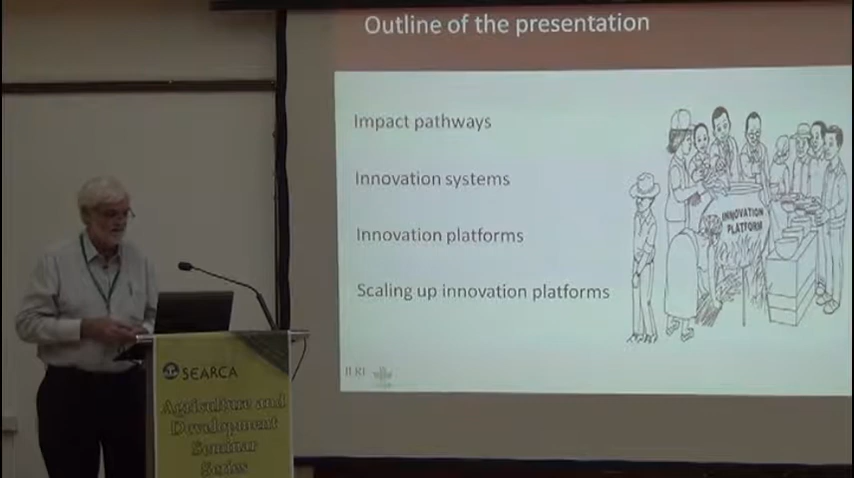 Outline of the presentation
Impact pathways
Innovation systems
Innovation platforms
Scaling up innovation platforms
INNOVATION
PLATFORM
ILRI
SEARCA
Agriculture and
Development
Seminar
Series